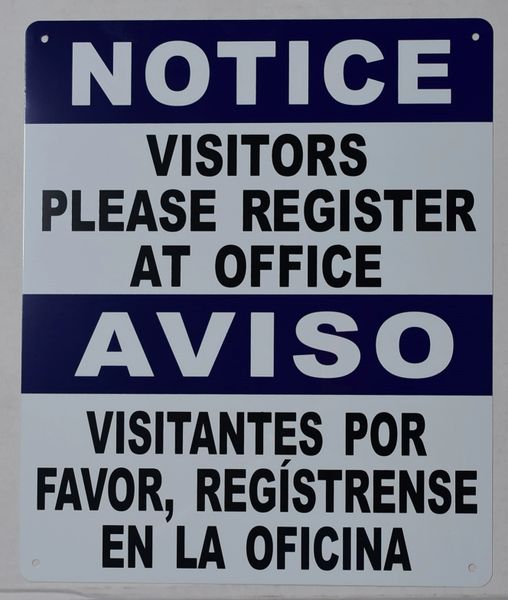 NOTICE
VISITORS
PLEASE REGISTER
AT OFFICE
AVISO
VISITANTES POR
FAVOR, REGÍSTRENSE
EN LA OFICINA